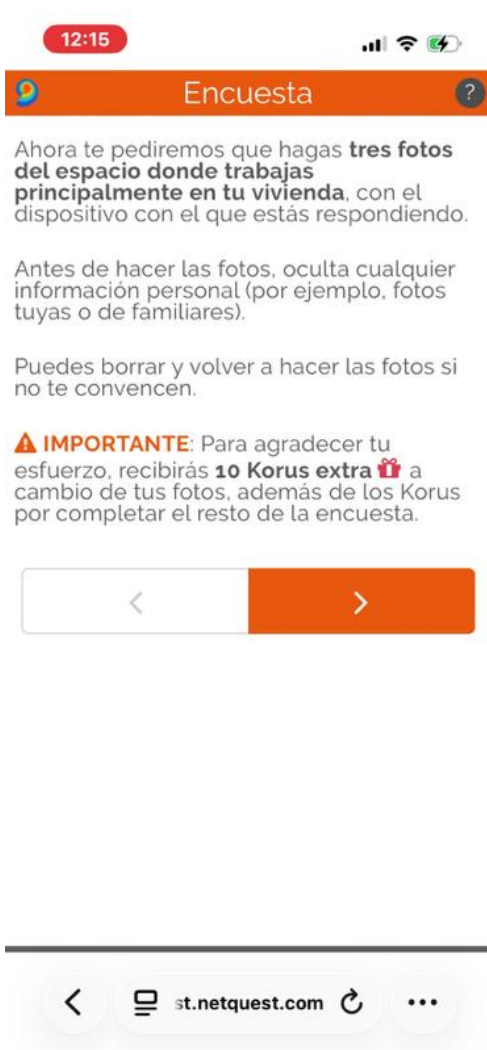 12:15
Encuesta
?
Ahora te pediremos que hagas tres fotos
del espacio donde trabajas
principalmente en tu vivienda, con el
dispositivo con el que estás respondiendo.
Antes de hacer las fotos, oculta cualquier
información personal (por ejemplo, fotos
tuyas o de familiares).
Puedes borrar y volver a hacer las fotos si
no te convencen.
IMPORTANTE: Para agradecer tu
esfuerzo, recibirás 10 Korus extra a
cambio de tus fotos, además de los Korus
por completar el resto de la encuesta.
st.netquest.com